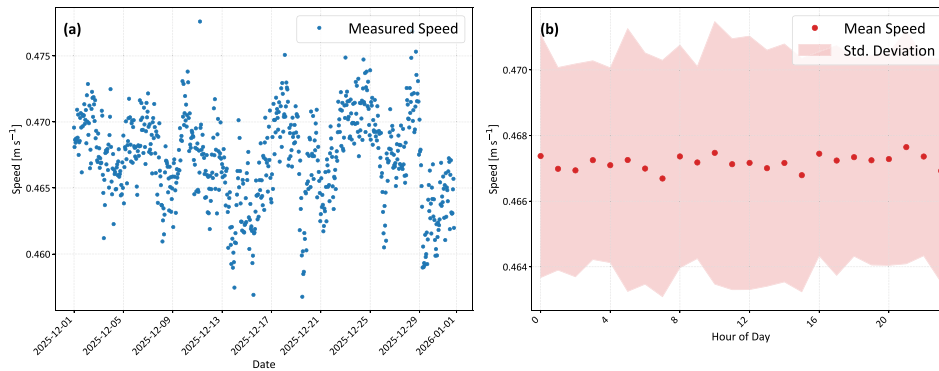 (a)
Measured Speed
Speed [m s⁻¹]
0.475
0.470
0.465
0.460
2025-12-01
2025-12-05
2025-12-09
2025-12-13
2025-12-17
2025-12-21
2025-12-25
2025-12-29
2026-01-01
Date
(b)
Mean Speed
Std. Deviation
Speed [m s⁻¹]
0.470
0.468
0.466
0.464
0
4
8
12
16
20
Hour of Day